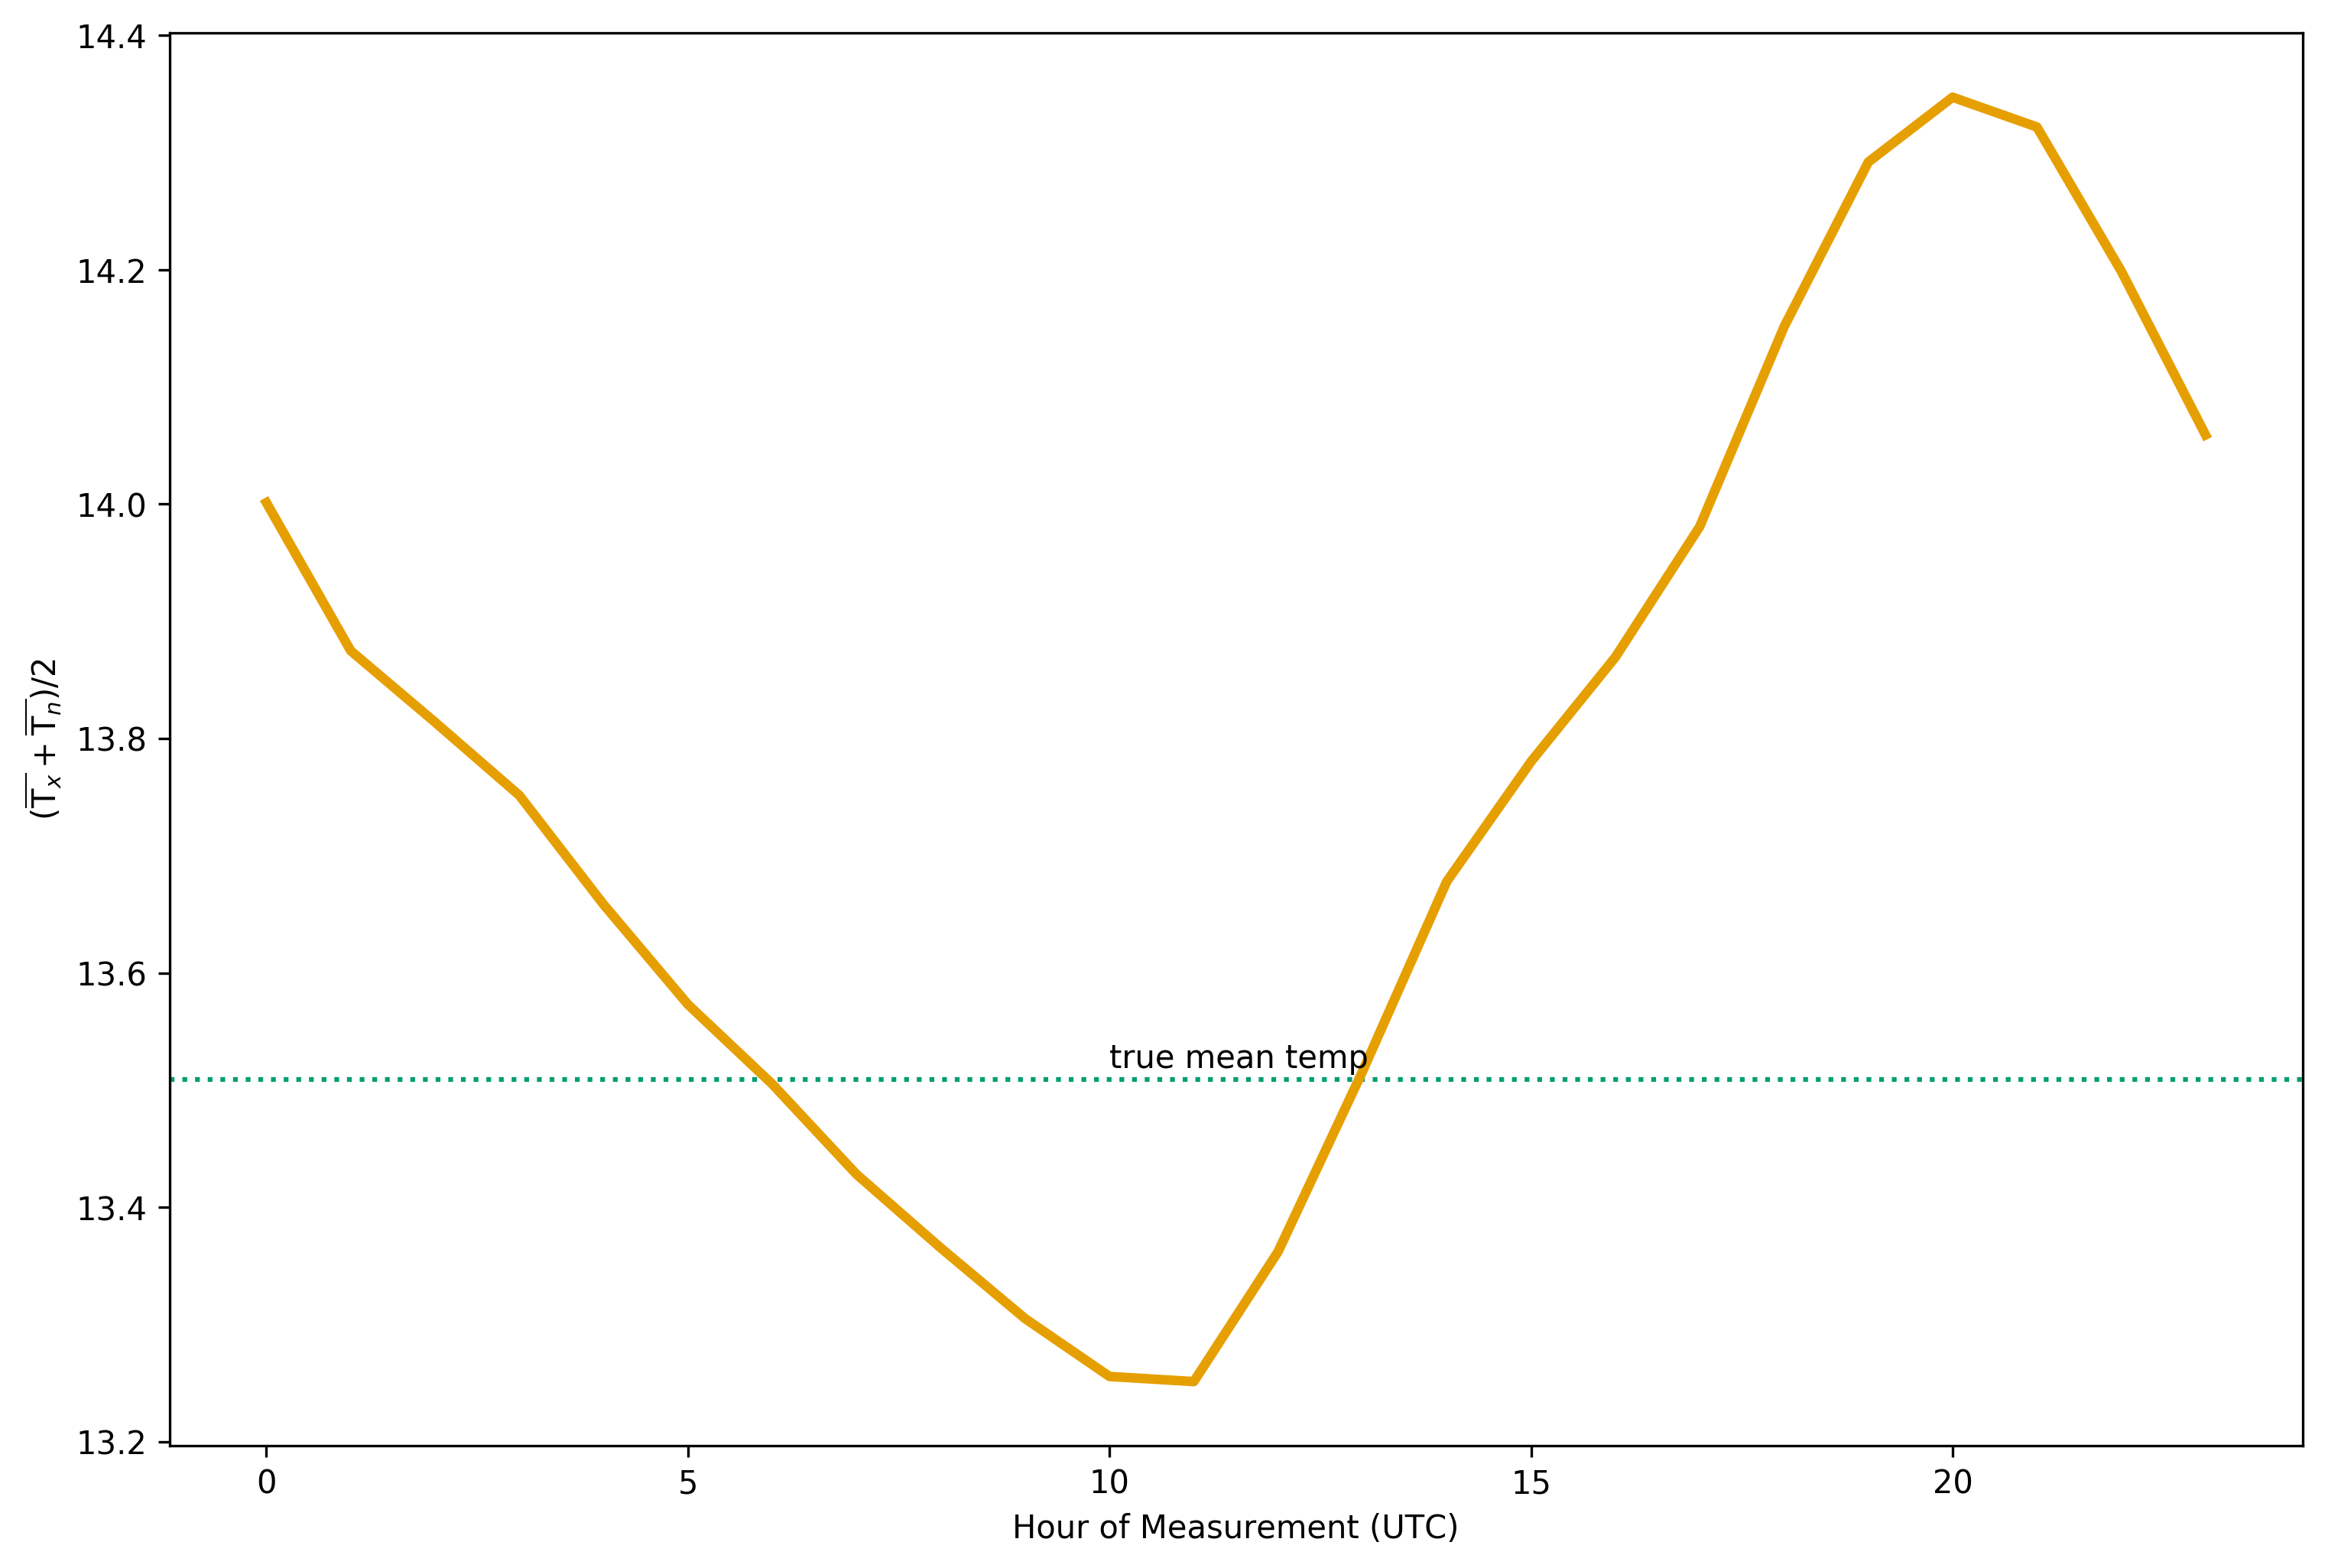 14.4
14.2
14.0
13.8
13.6
13.4
13.2
(T̅ₓ + T̅ₙ)/2
true mean temp
0 5 10 15 20
Hour of Measurement (UTC)